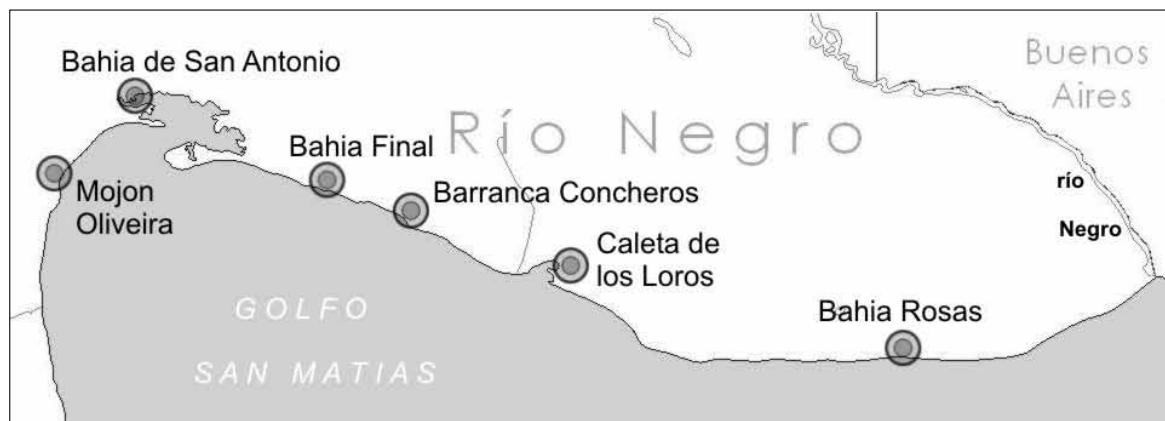 Bahia de San Antonio
Buenos
Aires
Río Negro
Bahia Final
Mojon
Oliveira
Barranca Concheros
río
Negro
Caleta de
los Loros
GOLFO
SAN MATIAS
Bahia Rosas